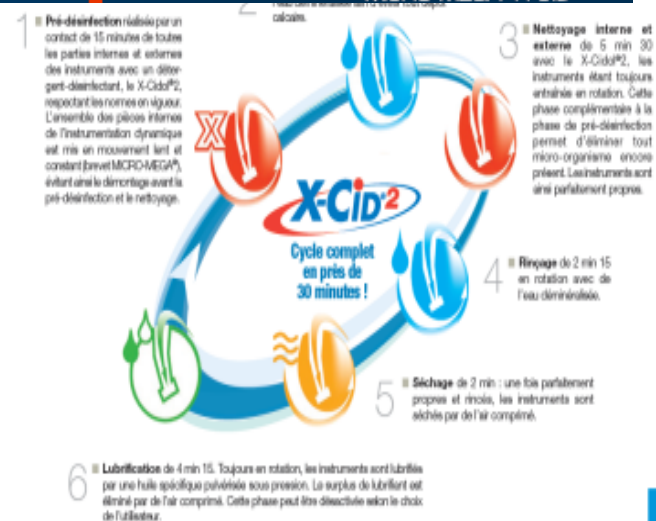 calcaire.
1
Pré-désinfection réalisée par un
contact de 15 minutes de toutes
les parties internes et externes
des instruments avec un déter-
gent-désinfectant, le X-Cidol®2,
respectant les normes en vigueur.
L'ensemble des pièces internes
de l'instrumentation dynamique
est mis en mouvement lent et
constant (brevet MICRO-MEGA®),
évitant ainsi le démontage avant la
pré-désinfection et le nettoyage.
3
Nettoyage interne et
externe de 5 min 30
avec le X-Cidol®2, les
instruments étant toujours
entraînés en rotation. Cette
phase complémentaire à la
phase de pré-désinfection
permet d'éliminer tout
micro-organisme encore
présent. Les instruments sont
ainsi parfaitement propres.
X
X-Cid®2
Cycle complet
en près de
30 minutes !
4
Rinçage de 2 min 15
en rotation avec de
l'eau déminéralisée.
5
Séchage de 2 min : une fois parfaitement
propres et rincés, les instruments sont
séchés par de l'air comprimé.
6
Lubrification de 4 min 15. Toujours en rotation, les instruments sont lubrifiés
par une huile spécifique pulvérisée sous pression. Le surplus de lubrifiant est
éliminé par de l'air comprimé. Cette phase peut être désactivée selon le choix
de l'utilisateur.